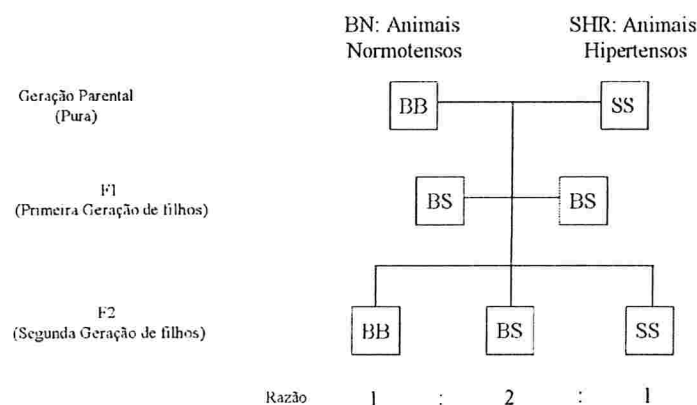 BN: Animais
Normotensos
SHR: Animais
Hipertensos
Geração Parental
(Pura)
BB
SS
F1
(Primeira Geração de filhos)
BS
BS
F2
(Segunda Geração de filhos)
BB
BS
SS
Razão 1 : 2 : 1